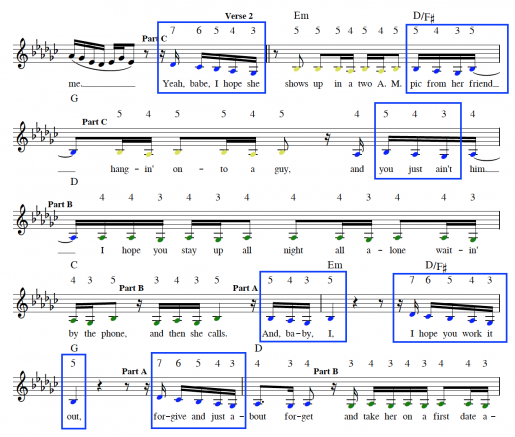 Verse 2 Em D/F♯
Part C 7 6 5 4 3 5 5 5 4 5 4 5 5 4 3 5
me. Yeah, babe, I hope she shows up in a two A. M. pic from her friend
G
Part C 5 4 5 5 4 5 4 5 4 3 4
hang - in' on - to a guy, and you just ain't him
D
Part B 4 4 3 4 3 4 3 4 4 4 3
I hope you stay up all night all a - lone wait - in'
C Em D/F♯
4 3 5 Part B 3 4 3 5 Part A 5 4 3 5 7 6 5 4 3
by the phone, and then she calls. And, ba - by, I, I hope you work it
G D
5 Part A 7 6 5 4 3 4 4 3 Part B 3 4 3 4 3 4 3 4
out, for - give and just a - bout for - get and take her on a first date a -